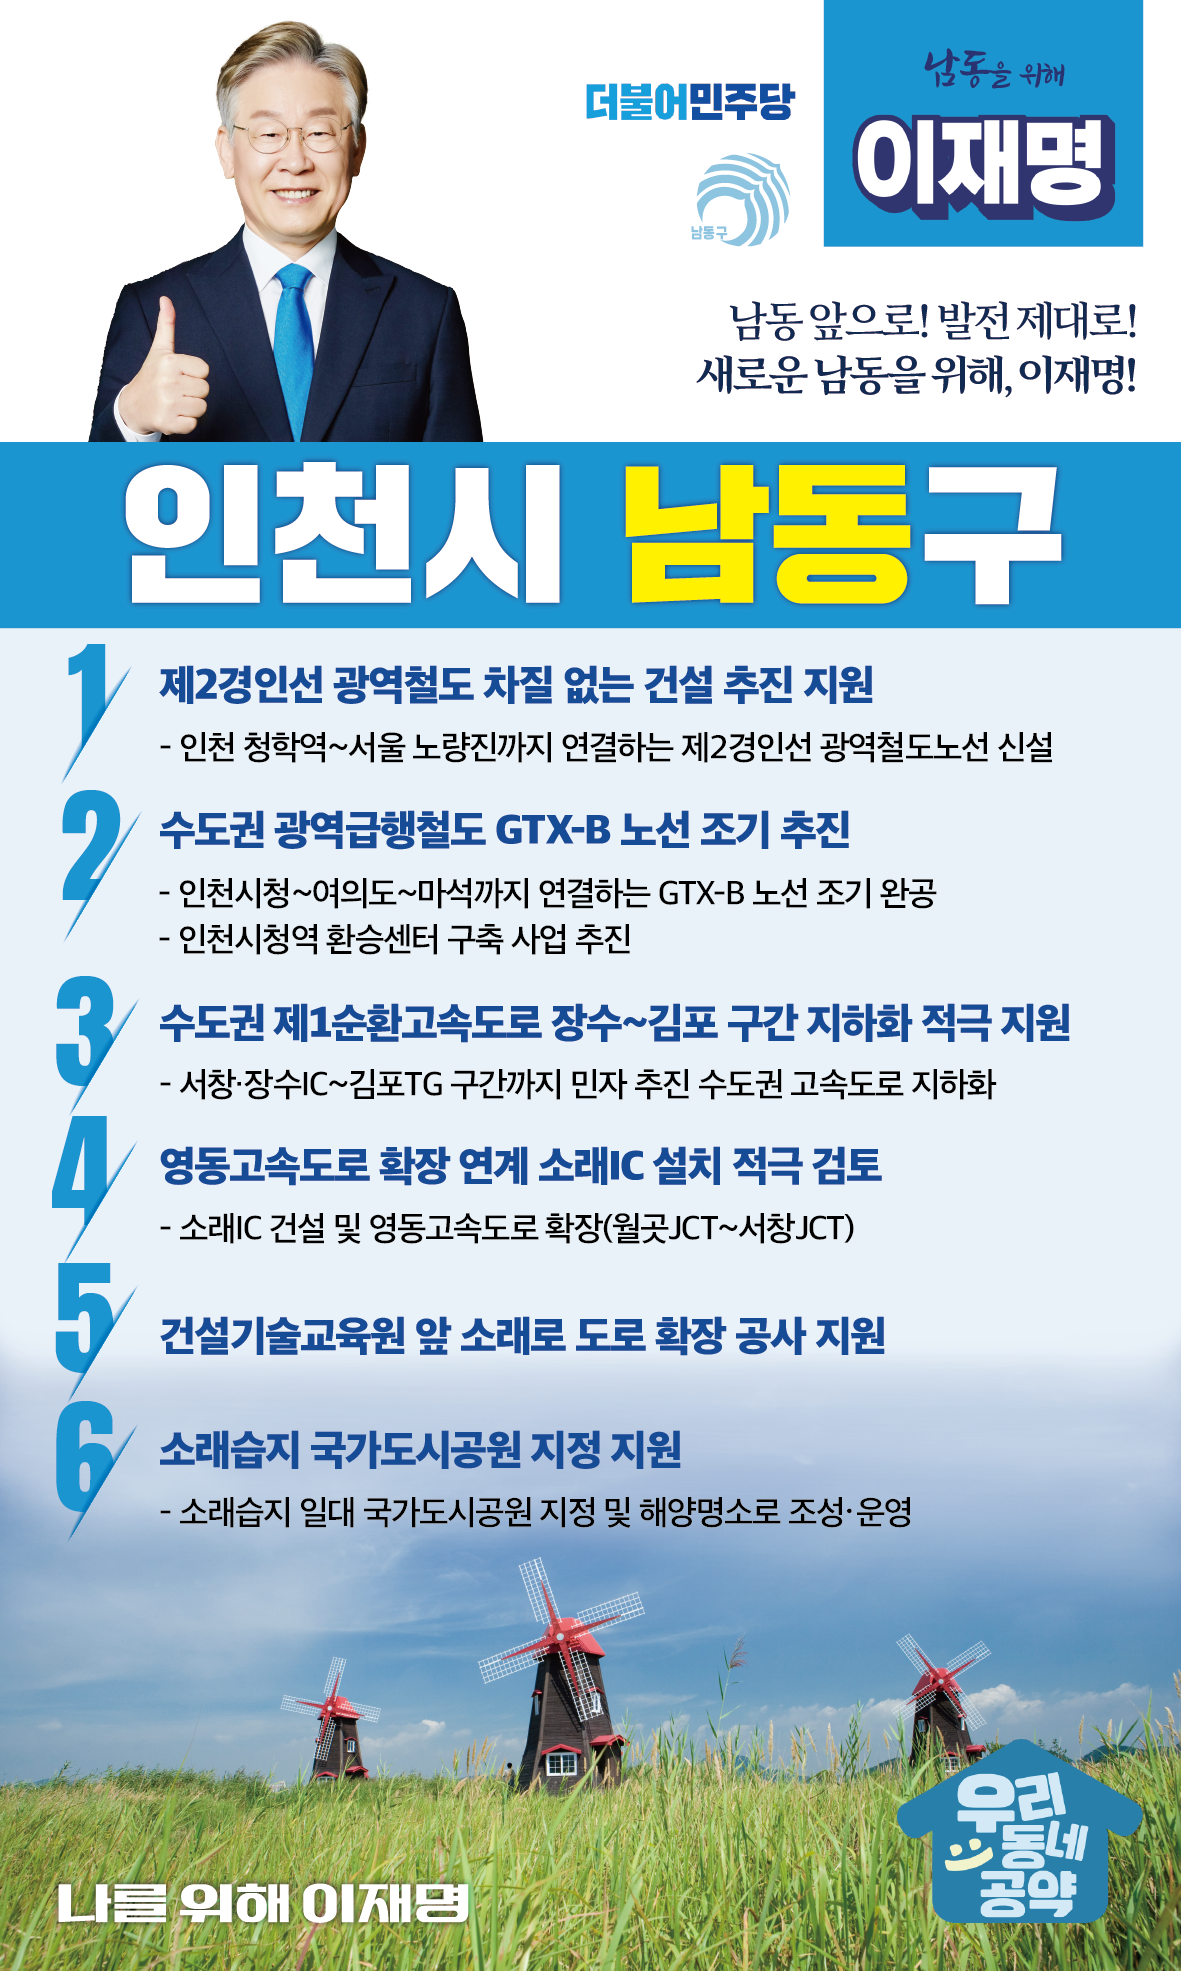 더불어민주당
남동구
남동을 위해
이재명
남동 앞으로! 발전 제대로!
새로운 남동을 위해, 이재명!
인천시 남동구
1 제2경인선 광역철도 차질 없는 건설 추진 지원
- 인천 청학역~서울 노량진까지 연결하는 제2경인선 광역철도노선 신설
2 수도권 광역급행철도 GTX-B 노선 조기 추진
- 인천시청~여의도~마석까지 연결하는 GTX-B 노선 조기 완공
- 인천시청역 환승센터 구축 사업 추진
3 수도권 제1순환고속도로 장수~김포 구간 지하화 적극 지원
- 서창·장수IC~김포TG 구간까지 민자 추진 수도권 고속도로 지하화
4 영동고속도로 확장 연계 소래IC 설치 적극 검토
- 소래IC 건설 및 영동고속도로 확장(월곶JCT~서창JCT)
5 건설기술교육원 앞 소래로 도로 확장 공사 지원
6 소래습지 국가도시공원 지정 지원
- 소래습지 일대 국가도시공원 지정 및 해양명소로 조성·운영
우리
동네
공약
나를 위해 이재명